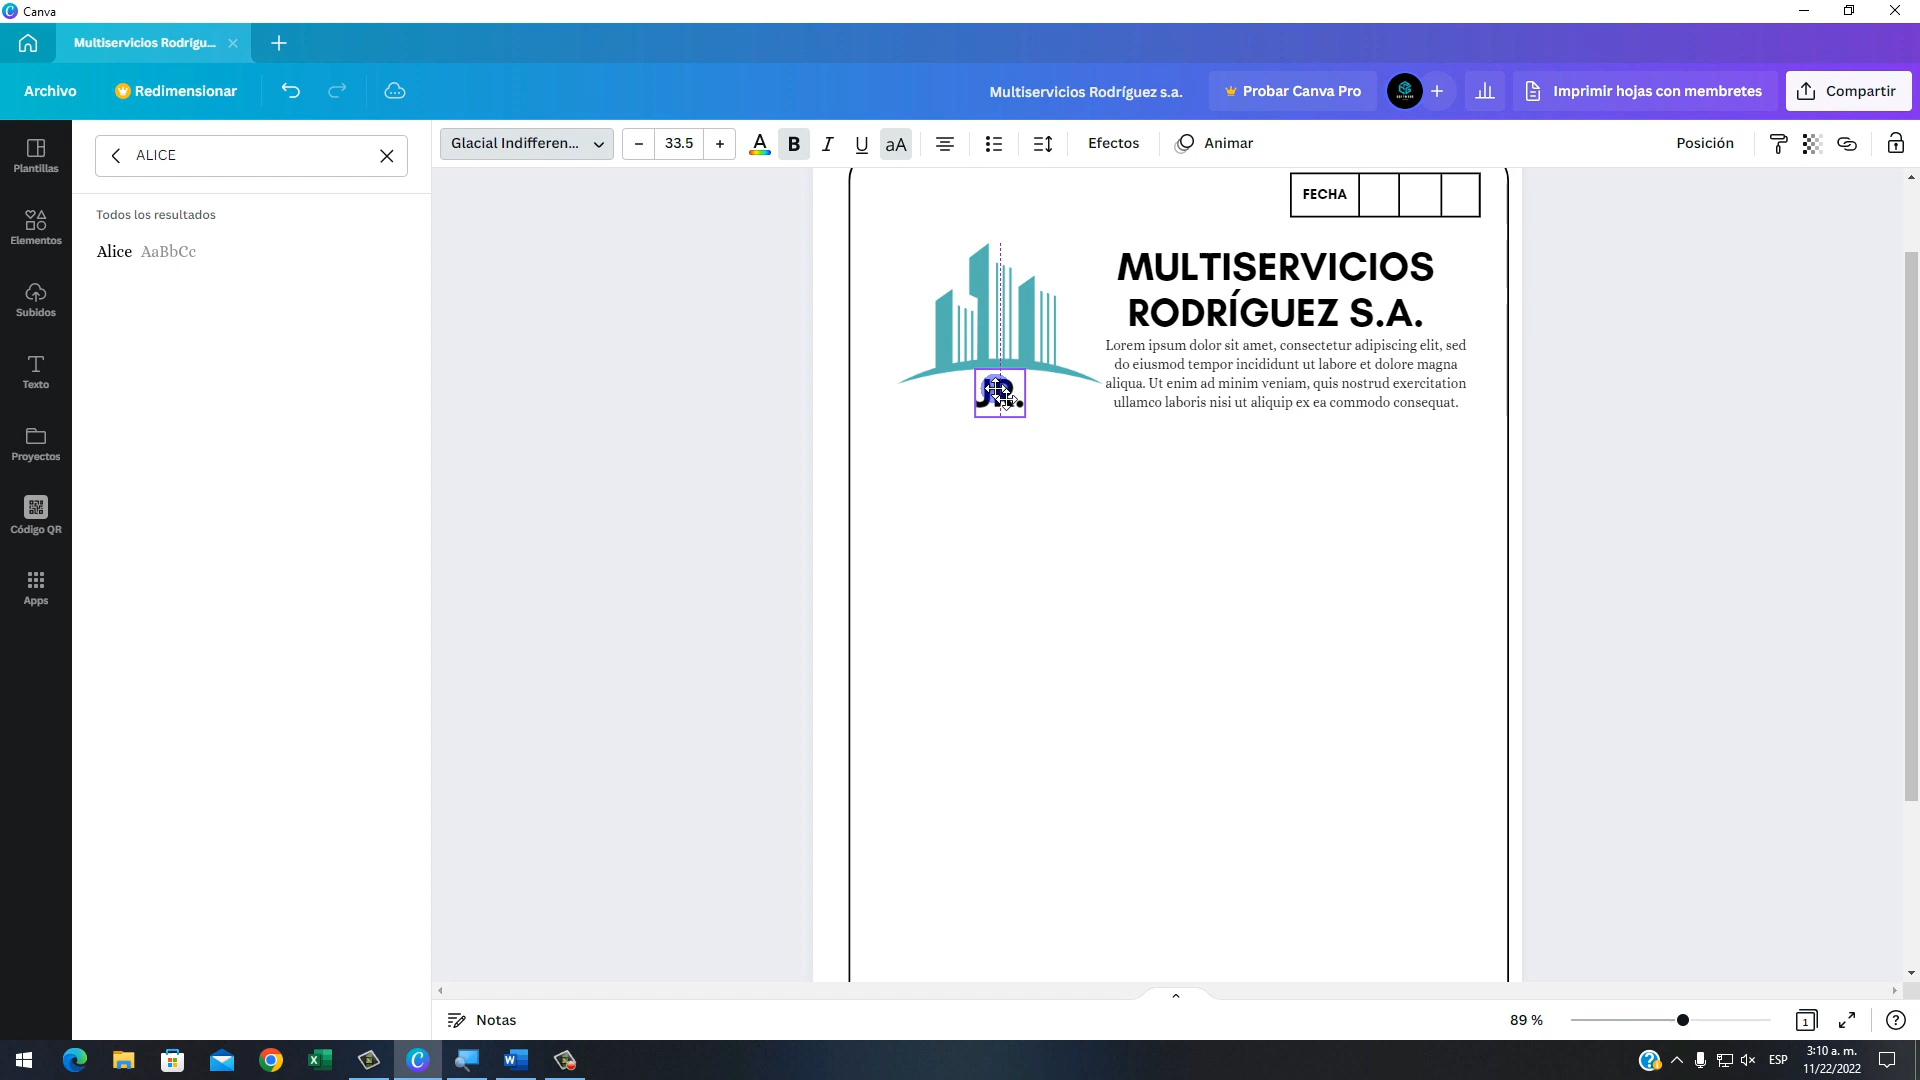 Canva
Multiservicios Rodrígu...
Archivo
Redimensionar
Multiservicios Rodríguez s.a.
Probar Canva Pro
Imprimir hojas con membretes
Compartir
Plantillas
Elementos
Subidos
Texto
Proyectos
Código QR
Apps
ALICE
Todos los resultados
Alice AaBbCc
Glacial Indifferen...
33.5
A
B
I
U
aA
Efectos
Animar
Posición
FECHA
MULTISERVICIOS
RODRÍGUEZ S.A.
Lorem ipsum dolor sit amet, consectetur adipiscing elit, sed
do eiusmod tempor incididunt ut labore et dolore magna
aliqua. Ut enim ad minim veniam, quis nostrud exercitation
ullamco laboris nisi ut aliquip ex ea commodo consequat.
Notas
89 %
1
ESP
3:10 a. m.
11/22/2022